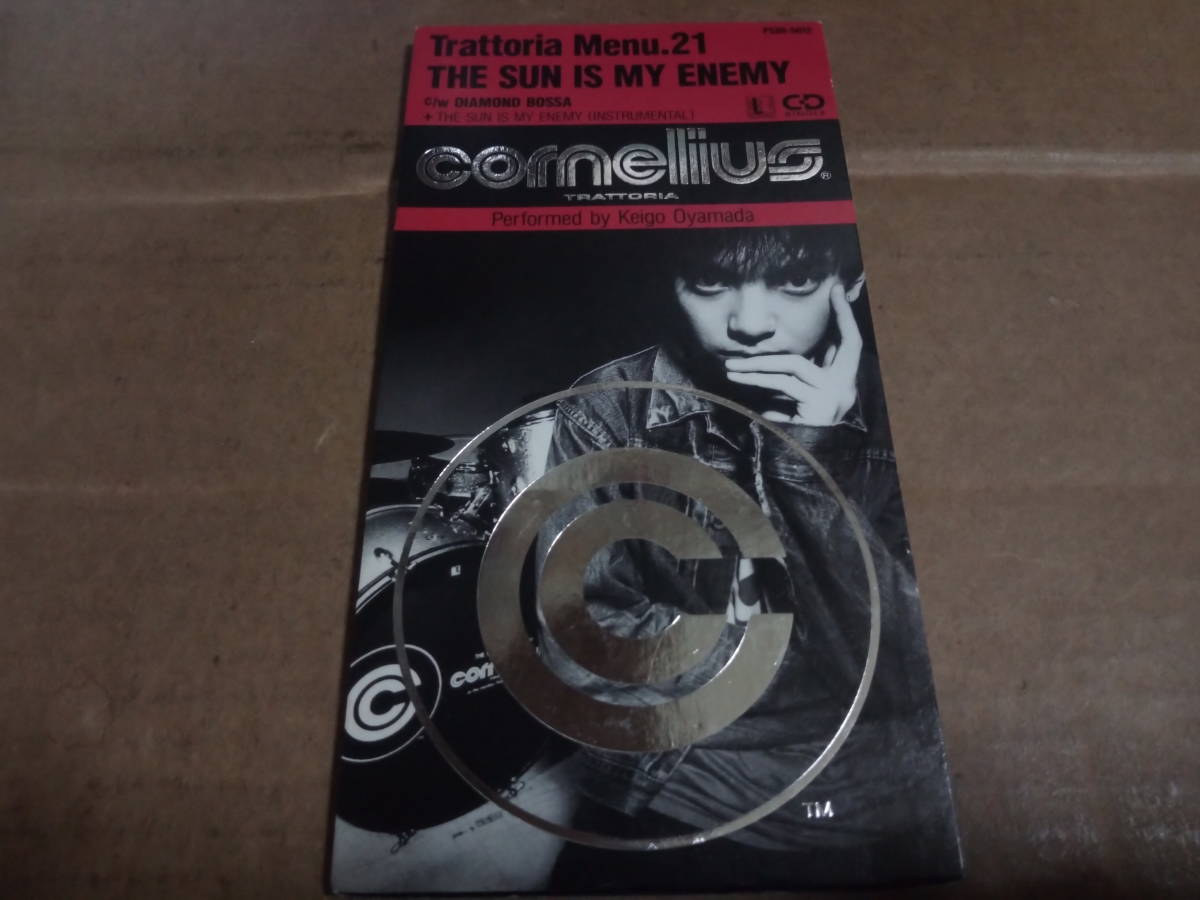 Trattoria Menu.21
THE SUN IS MY ENEMY
c/w DIAMOND BOSSA
+ THE SUN IS MY ENEMY (INSTRUMENTAL)
cornelius®
TRATTORIA
Performed by Keigo Oyamada
C
C
TM